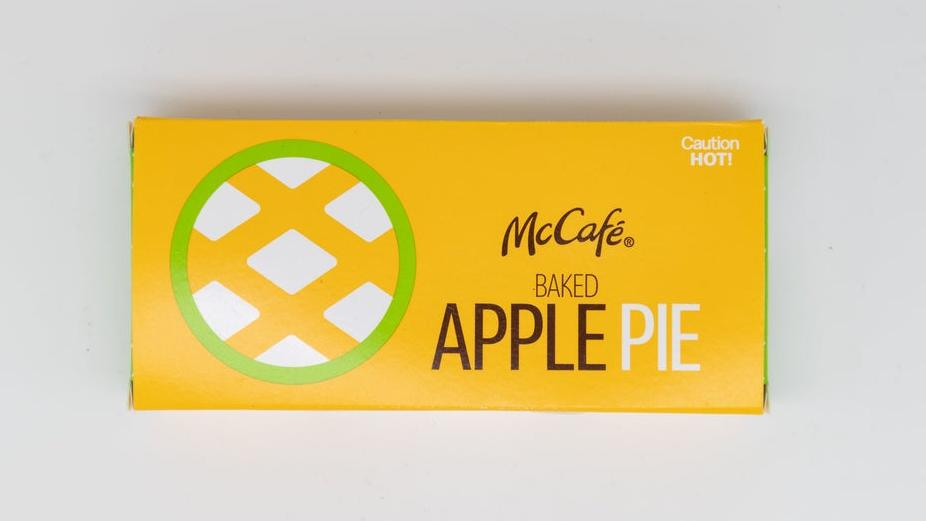 Caution
HOT!
McCafé®
BAKED
APPLE PIE